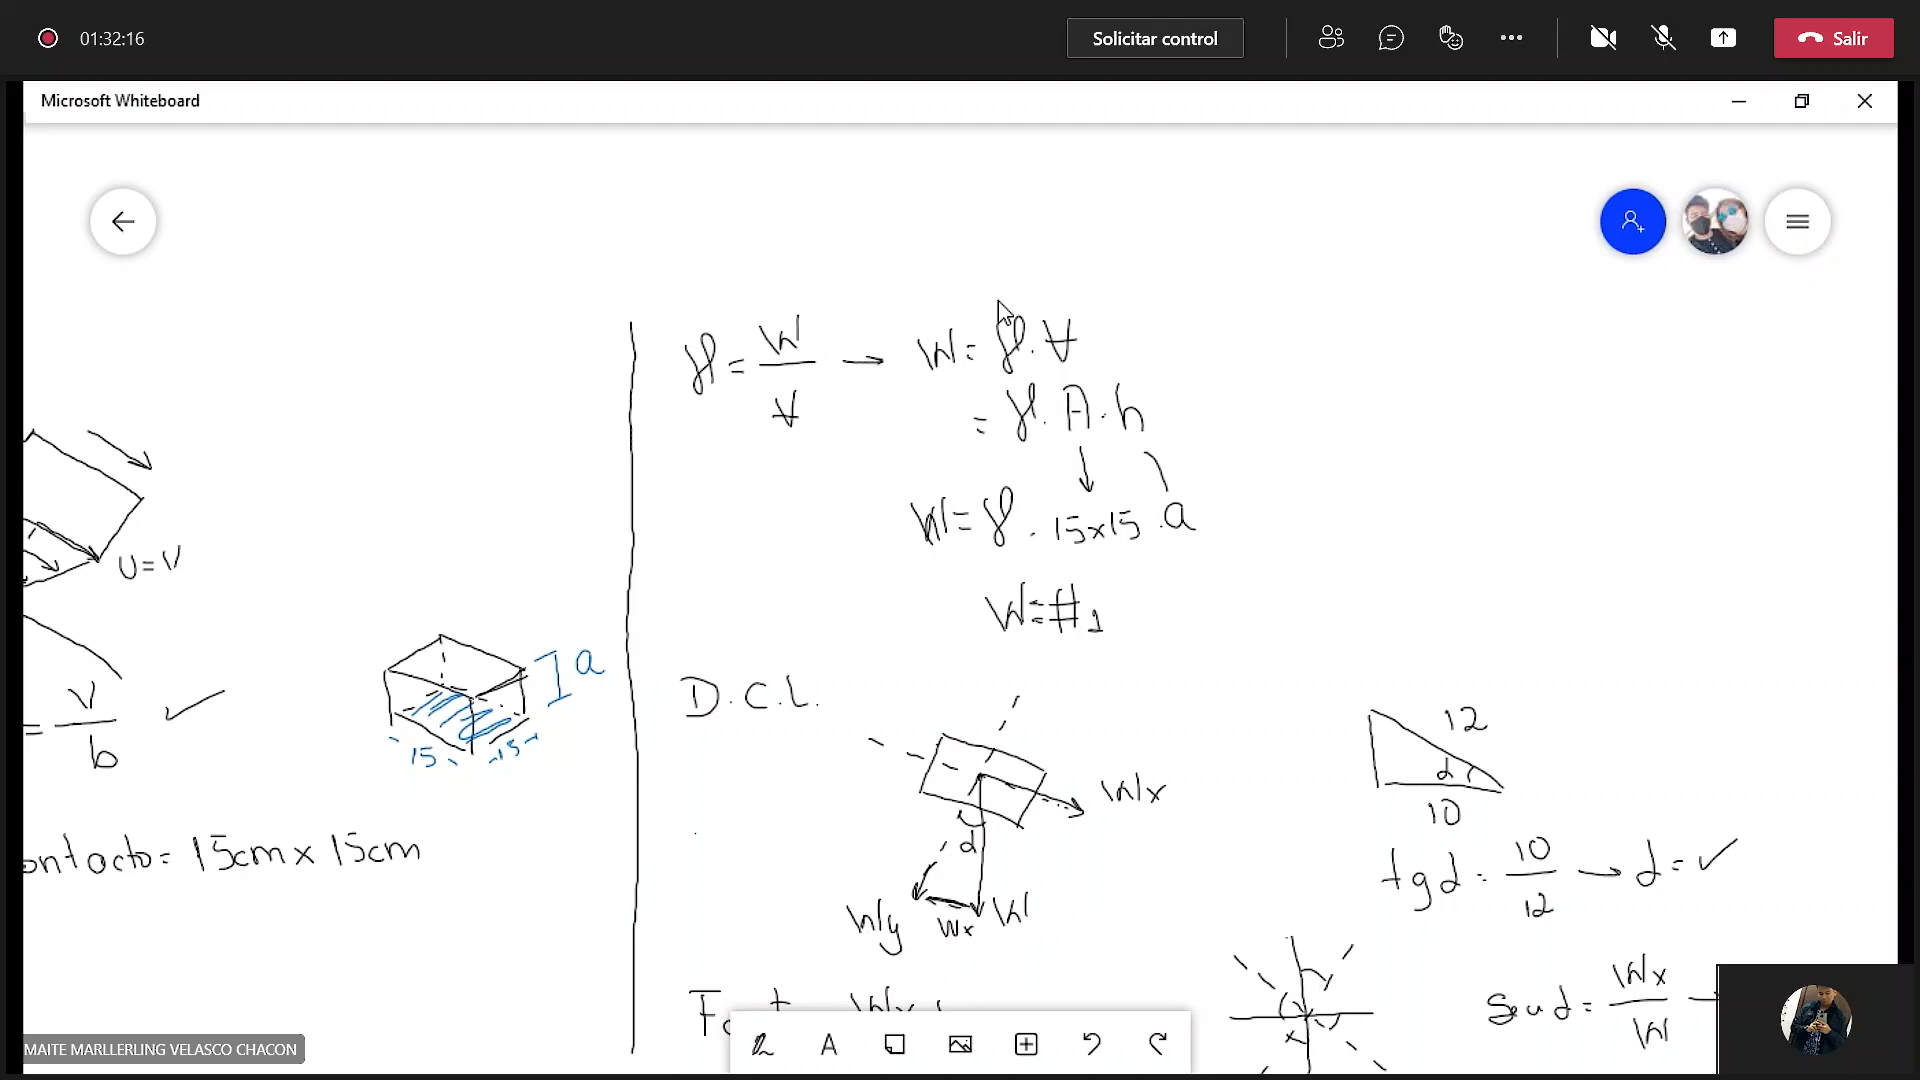 01:32:16
Solicitar control
Salir
Microsoft Whiteboard
γ = W / V → W = γ . V
= γ . A . h
W = γ . 15x15 . a
W = #1
U = V
= V / b ✓
a
15
15
ontacto = 15cm x 15cm
D.C.L.
Wx
α
Wy
Wx
W
12
α
10
tgα = 10 / 12 → α = ✓
Senα = Wx / W →
x
MAITE MARLLERLING VELASCO CHACON
A